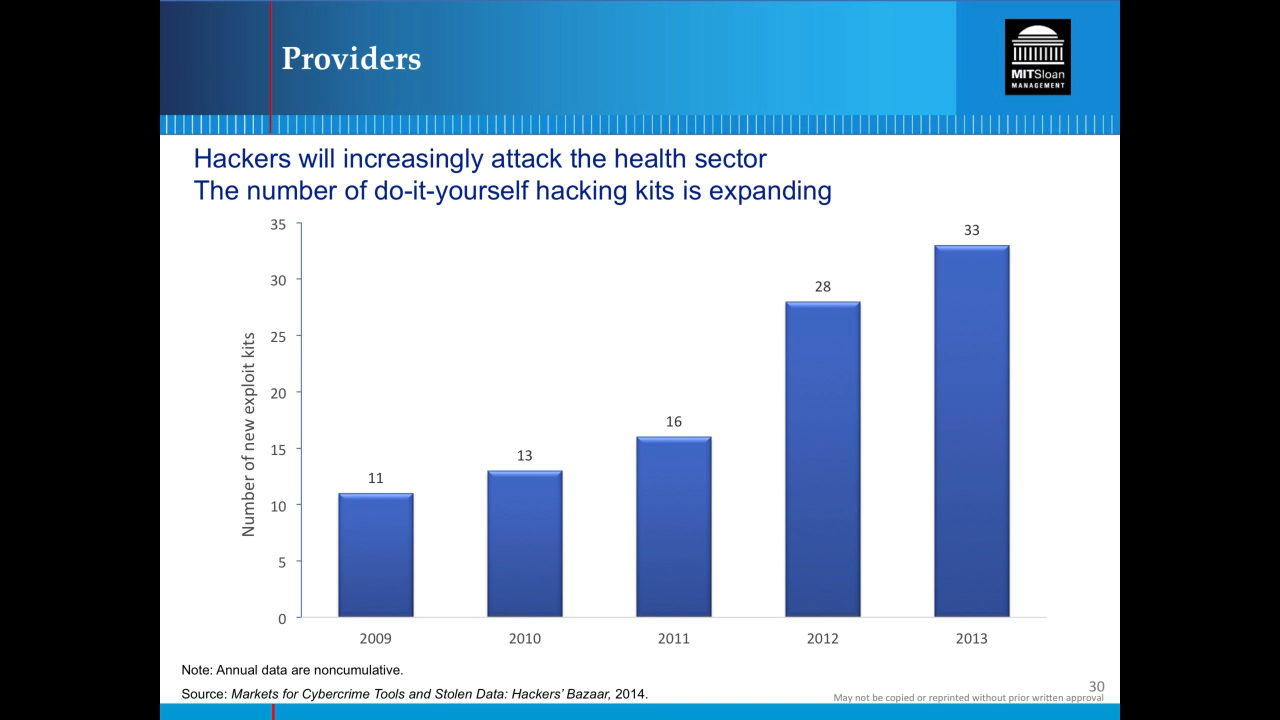 Providers
MITSloan
MANAGEMENT
Hackers will increasingly attack the health sector
The number of do-it-yourself hacking kits is expanding
Number of new exploit kits
35
30
25
20
15
10
5
0
11
13
16
28
33
2009
2010
2011
2012
2013
Note: Annual data are noncumulative.
Source: Markets for Cybercrime Tools and Stolen Data: Hackers’ Bazaar, 2014.
30
May not be copied or reprinted without prior written approval